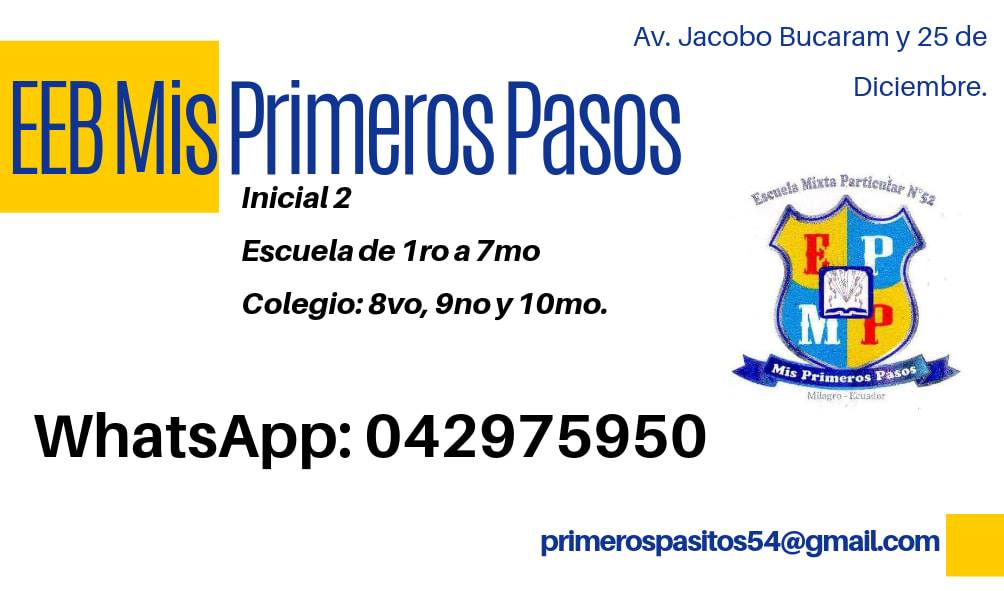 Av. Jacobo Bucaram y 25 de
Diciembre.
EEB Mis Primeros Pasos
Inicial 2
Escuela de 1ro a 7mo
Colegio: 8vo, 9no y 10mo.
Escuela Mixta Particular N°52
E P
M P
Mis Primeros Pasos
Milagro - Ecuador
WhatsApp: 042975950
primerospasitos54@gmail.com